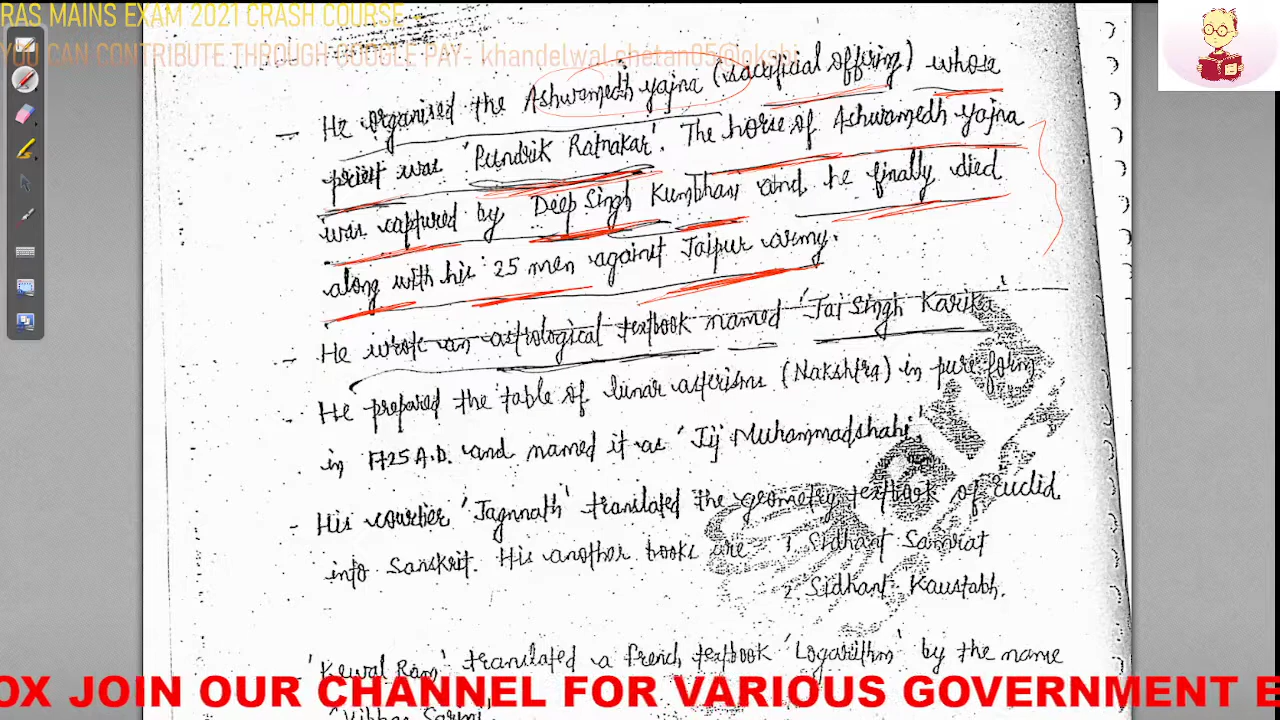 RAS MAINS EXAM 2021 CRASH COURSE -
YOU CAN CONTRIBUTE THROUGH GOOGLE PAY- khandelwal.chetan05@okshi
- He organised the Ashwamedh yajna (sacrificial offring) whose
priest was 'Pundrik Ratnakar'. The horse of Ashwamedh yajna
was captured by Deep Singh Kumbhani and he finally died
along with his 25 men against Jaipur army.
- He wrote an astrological textbook named 'Jai Singh Karika'
He prepared the table of lunar asterisms (Nakshtra) in pure form
in 1725 A.D. and named it as 'Jij Muhammadshahi'
- His courtier 'Jagnnath' translated the geometry textbook of Euclid
into Sanskrit. His another books are 1. Sidhant Samrat
2. Sidhant Kaustabh.
'Kewal Ram' translated a french textbook 'Logarithm' by the name
OX JOIN OUR CHANNEL FOR VARIOUS GOVERNMENT E